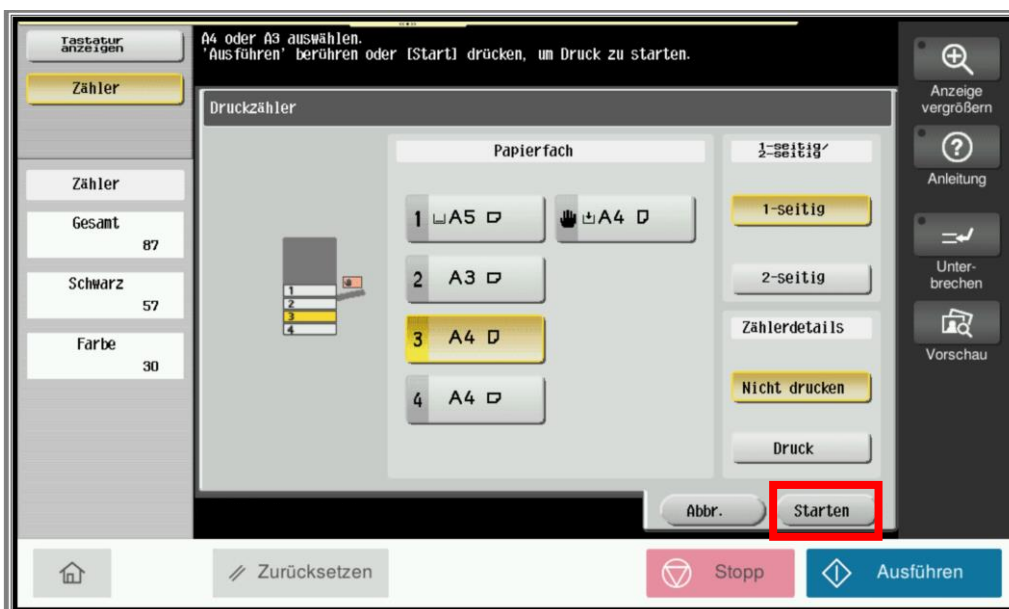 Tastatur
anzeigen
Zähler
A4 oder A3 auswählen.
'Ausführen' berühren oder [Start] drücken, um Druck zu starten.
Druckzähler
Zähler
Gesamt
87
Schwarz
57
Farbe
30
1
2
3
4
Papierfach
1 A5
A4
2 A3
3 A4
4 A4
1-seitig/
2-seitig
1-seitig
2-seitig
Zählerdetails
Nicht drucken
Druck
Abbr.
Starten
Anzeige
vergrößern
Anleitung
Unter-
brechen
Vorschau
Zurücksetzen
Stopp
Ausführen